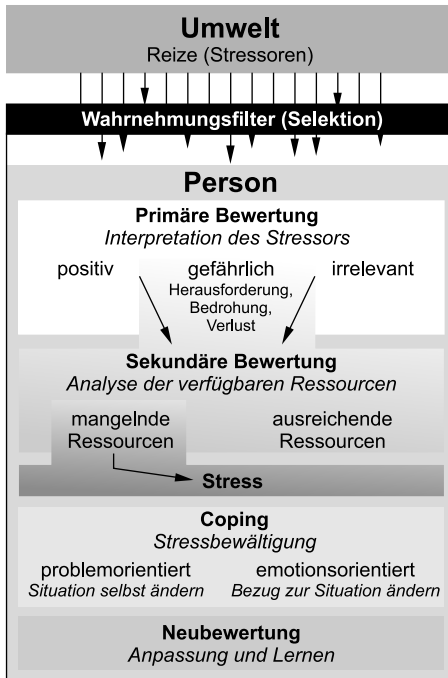 Umwelt
Reize (Stressoren)
Wahrnehmungsfilter (Selektion)
Person
Primäre Bewertung
Interpretation des Stressors
positiv gefährlich irrelevant
Herausforderung,
Bedrohung,
Verlust
Sekundäre Bewertung
Analyse der verfügbaren Ressourcen
mangelnde ausreichende
Ressourcen Ressourcen
Stress
Coping
Stressbewältigung
problemorientiert emotionsorientiert
Situation selbst ändern Bezug zur Situation ändern
Neubewertung
Anpassung und Lernen